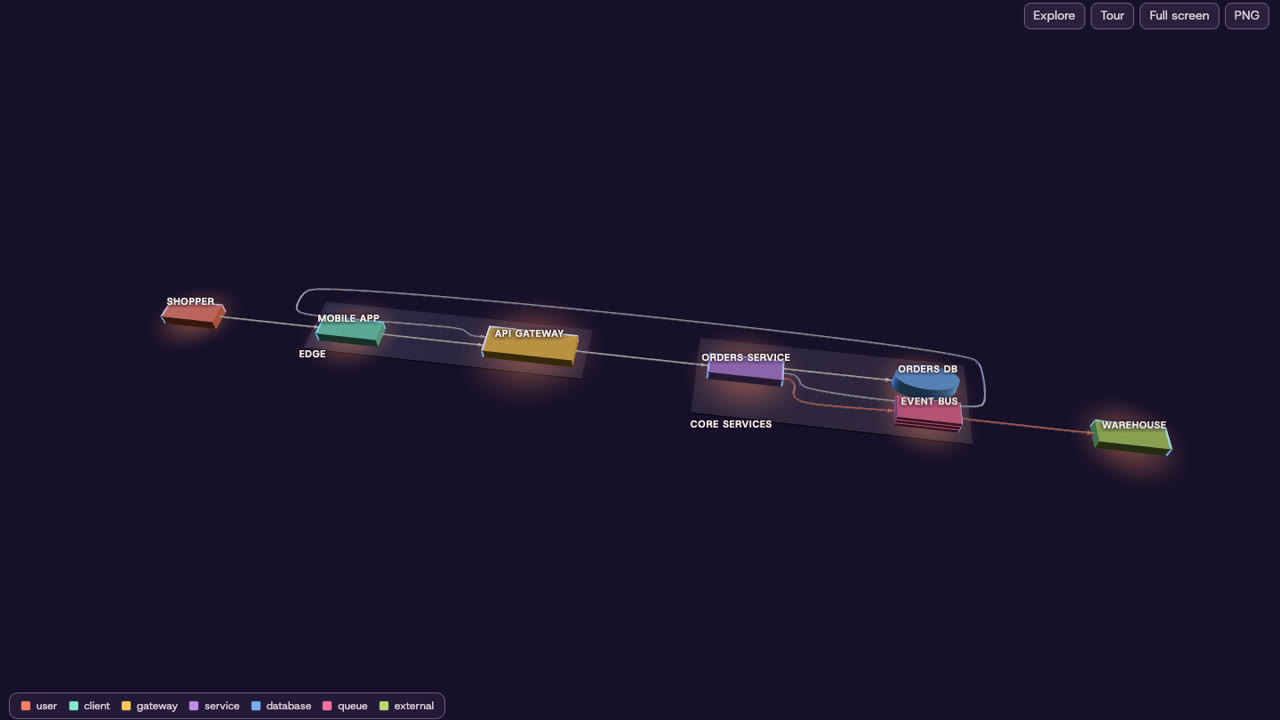 Explore
Tour
Full screen
PNG
SHOPPER
MOBILE APP
API GATEWAY
EDGE
ORDERS SERVICE
ORDERS DB
EVENT BUS
CORE SERVICES
WAREHOUSE
user
client
gateway
service
database
queue
external